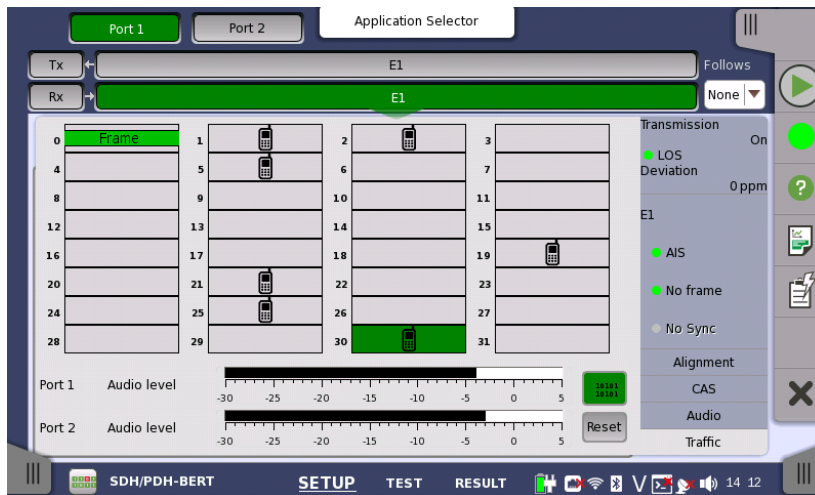 Port 1 Port 2 Application Selector
Tx E1 Follows
Rx E1 None
0 Frame 1 2 3
4 5 6 7
8 9 10 11
12 13 14 15
16 17 18 19
20 21 22 23
24 25 26 27
28 29 30 31
Transmission
On
LOS
Deviation
0 ppm
E1
AIS
No frame
No Sync
Alignment
CAS
Audio
Traffic
Port 1 Audio level
-30 -25 -20 -15 -10 -5 0 5
10101
10101
Port 2 Audio level
-30 -25 -20 -15 -10 -5 0 5
Reset
?
SDH/PDH-BERT SETUP TEST RESULT V 14 12